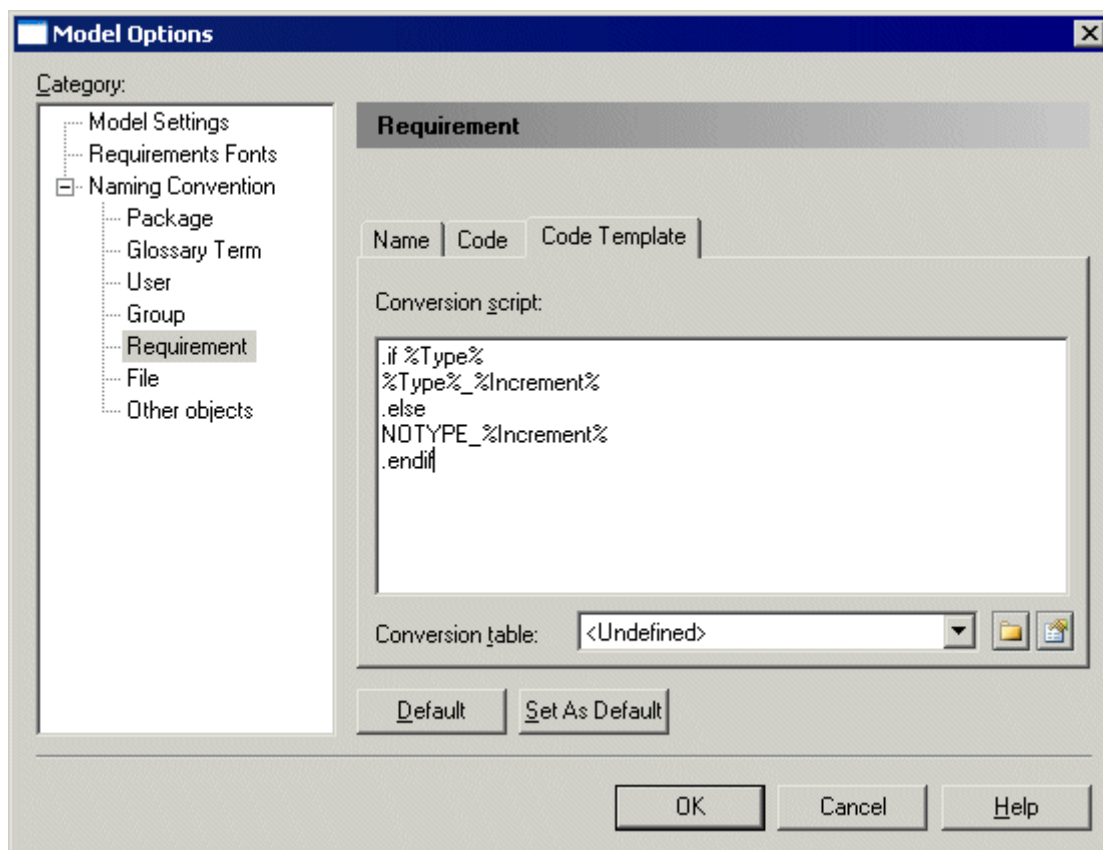 Model Options
Category:
Model Settings
Requirements Fonts
Naming Convention
Package
Glossary Term
User
Group
Requirement
File
Other objects
Requirement
Name
Code
Code Template
Conversion script:
.if %Type%
%Type%_%Increment%
.else
NOTYPE_%Increment%
.endif
Conversion table:
<Undefined>
Default
Set As Default
OK
Cancel
Help